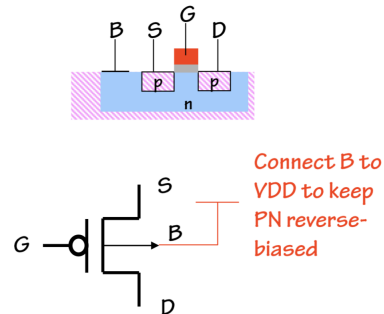 G
B S D
p p
n
Connect B to
VDD to keep
PN reverse-
biased
S
G B
D